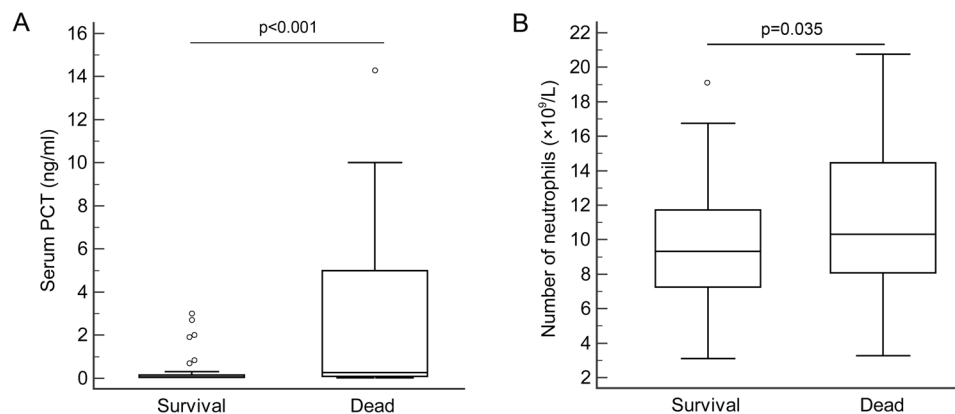 A
p<0.001
Serum PCT (ng/ml)
16
14
12
10
8
6
4
2
0
Survival
Dead
B
p=0.035
Number of neutrophils (×10⁹/L)
22
20
18
16
14
12
10
8
6
4
2
Survival
Dead